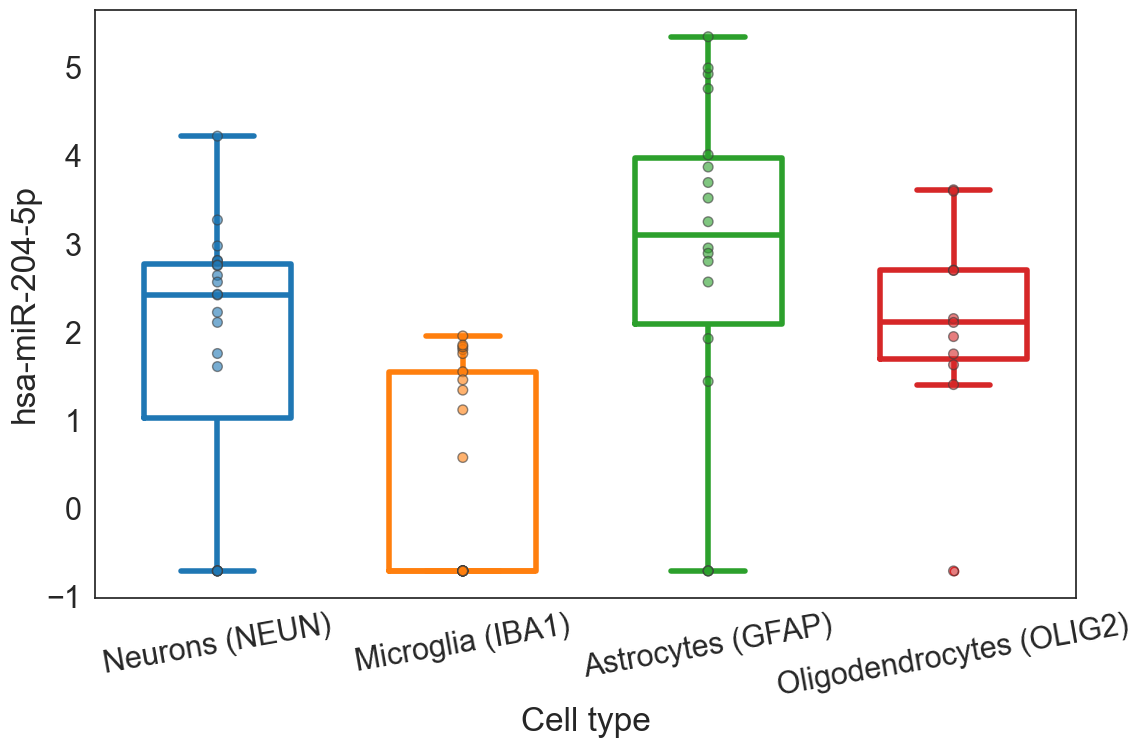 hsa-miR-204-5p
5
4
3
2
1
0
−1
Neurons (NEUN)
Microglia (IBA1)
Astrocytes (GFAP)
Oligodendrocytes (OLIG2)
Cell type